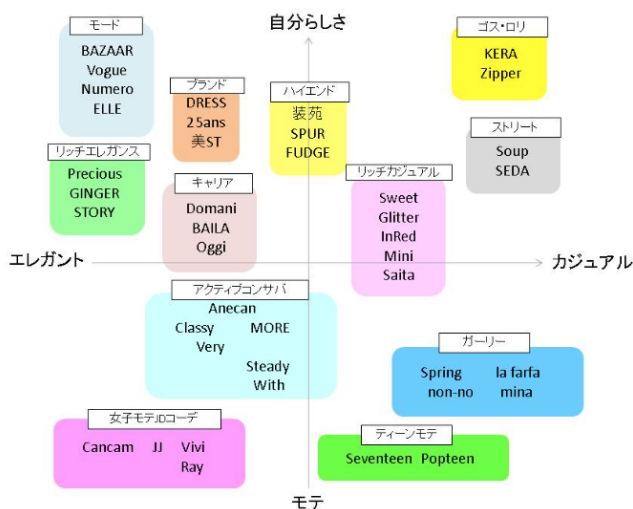 自分らしさ
モード
BAZAAR
Vogue
Numero
ELLE
ブランド
DRESS
25ans
美ST
ハイエンド
装苑
SPUR
FUDGE
ゴス・ロリ
KERA
Zipper
ストリート
Soup
SEDA
リッチエレガンス
Precious
GINGER
STORY
キャリア
Domani
BAILA
Oggi
リッチカジュアル
Sweet
Glitter
InRed
Mini
Saita
エレガント
カジュアル
アクティブコンサバ
Anecan
Classy MORE
Very
Steady
With
ガーリー
Spring la farfa
non-no mina
女子モテJDコーデ
Cancam JJ Vivi
Ray
ティーンモテ
Seventeen Popteen
モテ